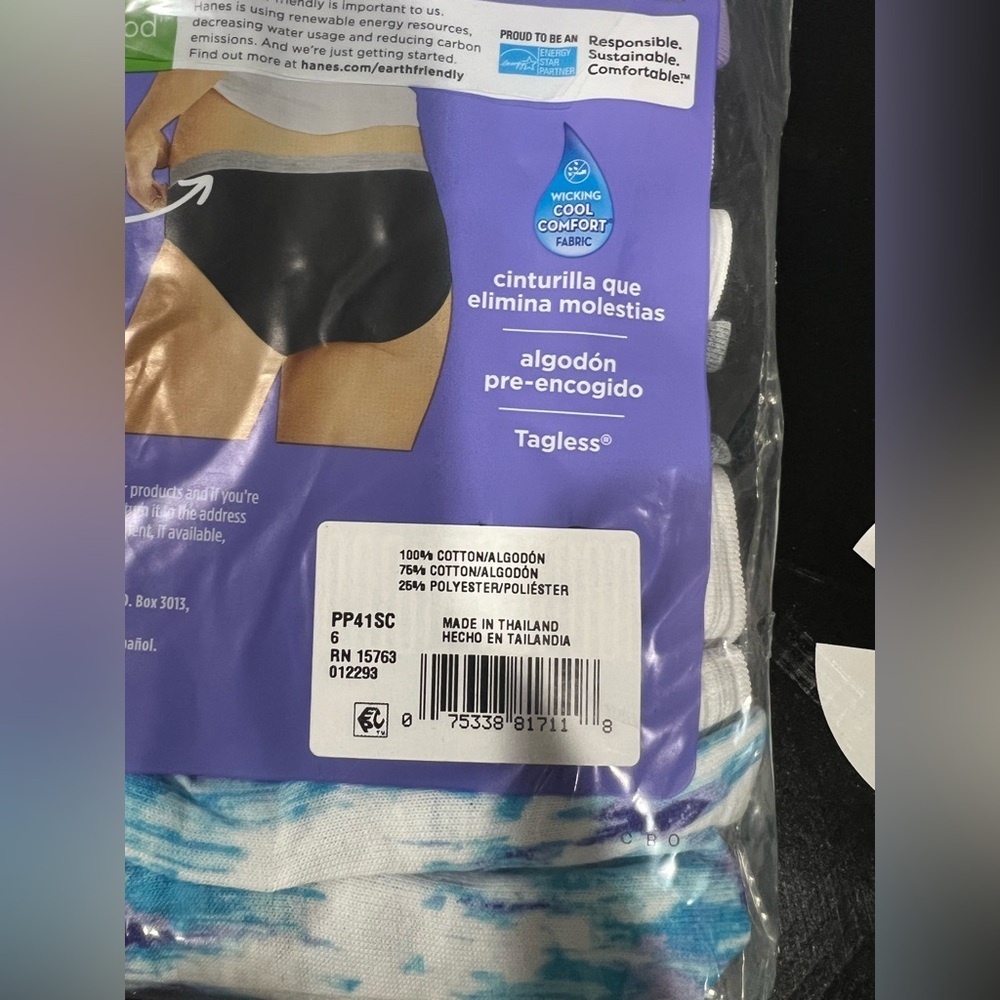 friendly is important to us.
Hanes is using renewable energy resources,
decreasing water usage and reducing carbon
emissions. And we're just getting started.
Find out more at hanes.com/earthfriendly
PROUD TO BE AN
ENERGY
STAR
PARTNER
Responsible.
Sustainable.
Comfortable.™
WICKING
COOL
COMFORT
FABRIC
cinturilla que
elimina molestias
algodón
pre-encogido
Tagless®
products and if you're
it to the address
if available,
Box 3013,
100% COTTON/ALGODÓN
75% COTTON/ALGODÓN
25% POLYESTER/POLIÉSTER
PP41SC
6
RN 15763
012293
MADE IN THAILAND
HECHO EN TAILANDIA
0 75338 81711 8
C R O